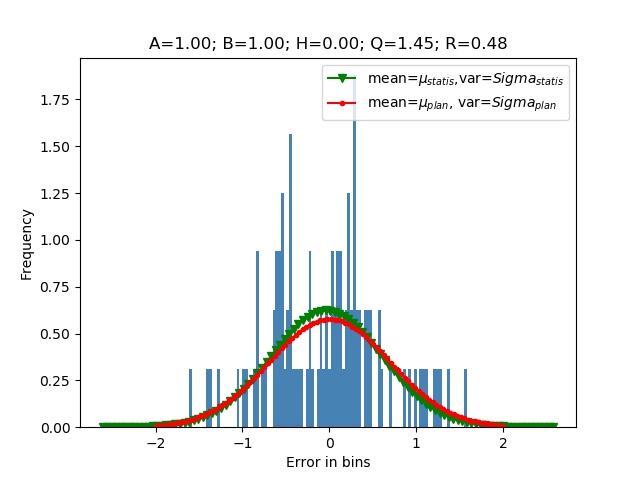 A=1.00; B=1.00; H=0.00; Q=1.45; R=0.48
mean=μstatis,var=Sigmastatis
mean=μplan, var=Sigmaplan
1.75
1.50
1.25
1.00
0.75
0.50
0.25
0.00
Frequency
−2 −1 0 1 2
Error in bins